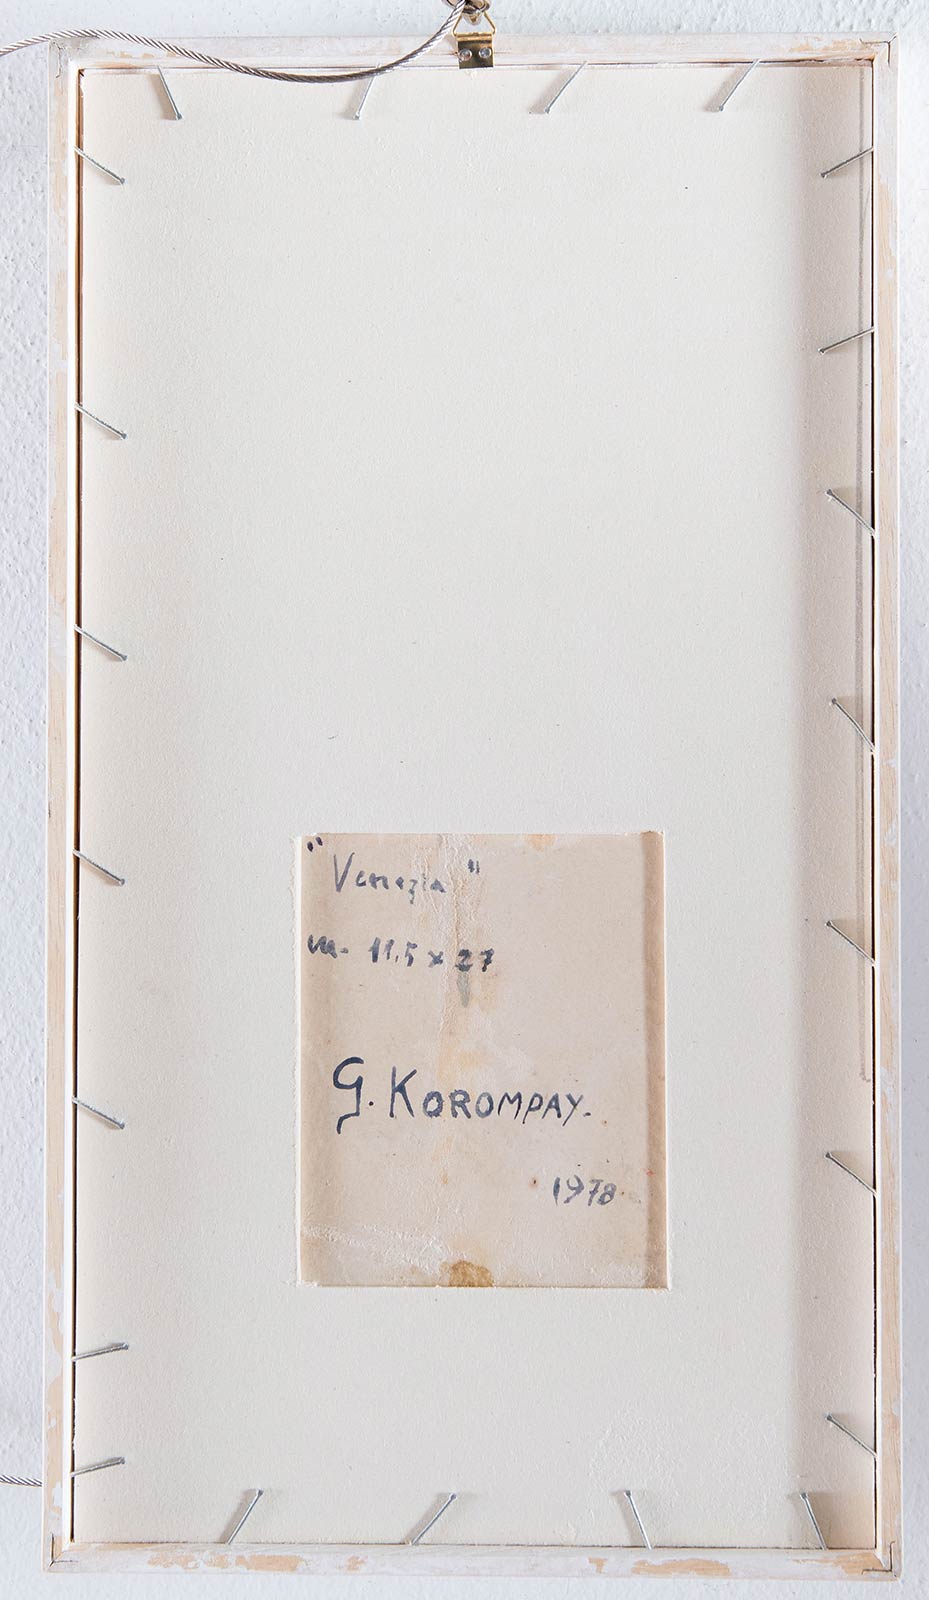 "Venezia"
cm. 11.5 x 27
G. KOROMPAY.
1978.